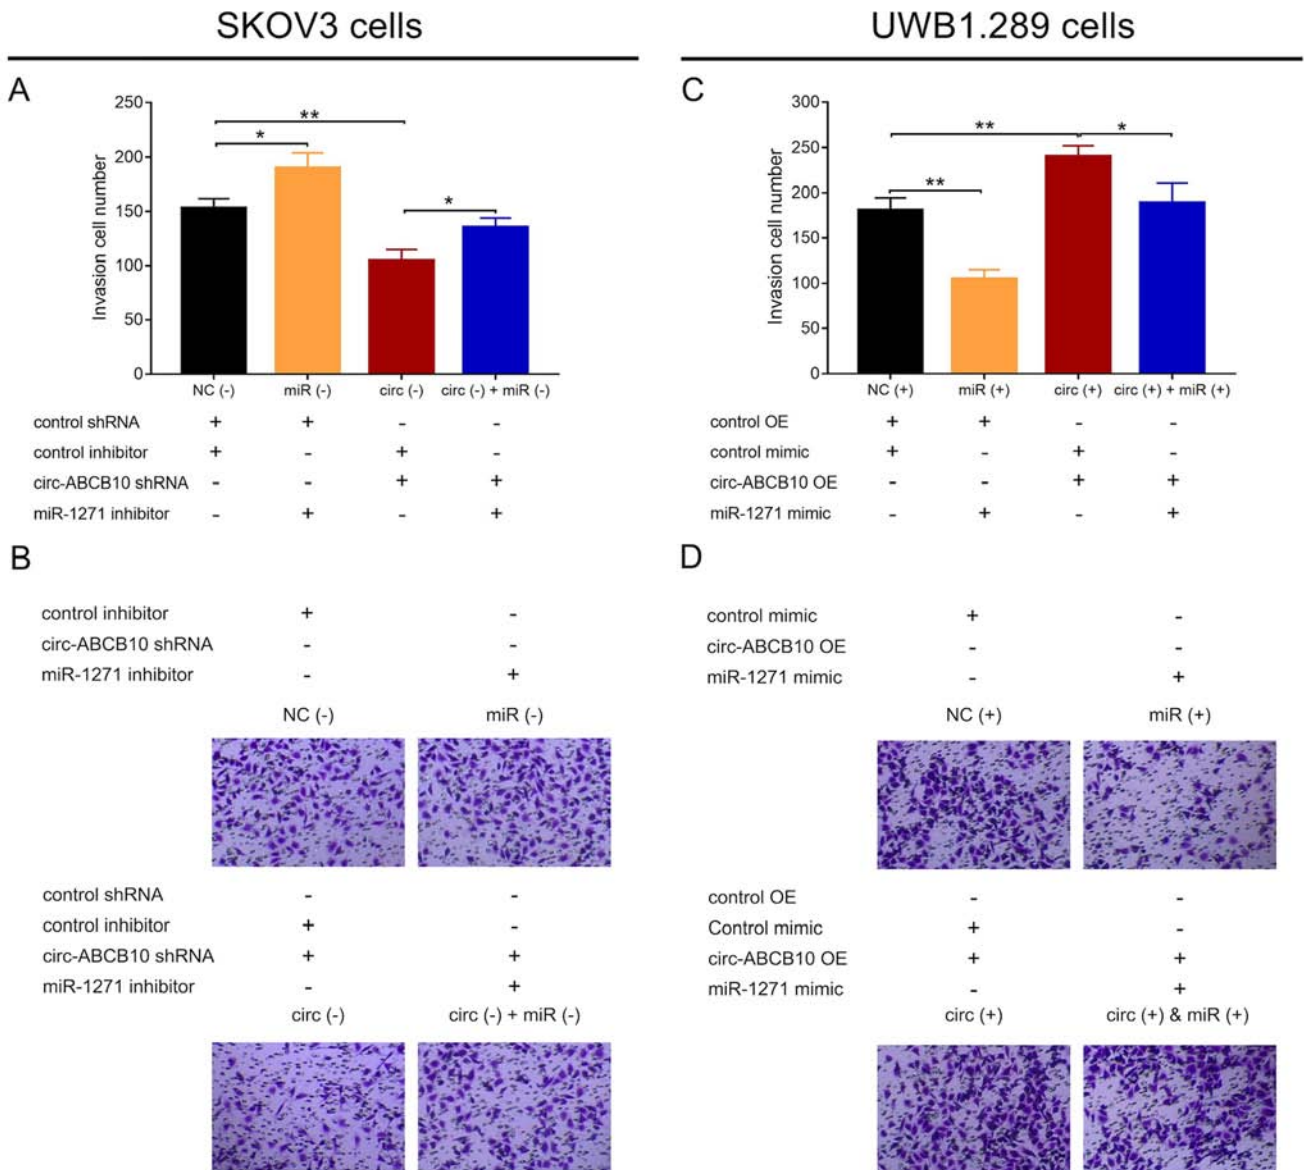 SKOV3 cells
UWB1.289 cells
A
250
200
150
100
50
0
Invasion cell number
**
*
*
NC (-) miR (-) circ (-) circ (-) + miR (-)
control shRNA + + - -
control inhibitor + - + -
circ-ABCB10 shRNA - - + +
miR-1271 inhibitor - + - +
C
300
250
200
150
100
50
0
Invasion cell number
**
*
**
NC (+) miR (+) circ (+) circ (+) + miR (+)
control OE + + - -
control mimic + - + -
circ-ABCB10 OE - - + +
miR-1271 mimic - + - +
B
control inhibitor + -
circ-ABCB10 shRNA - -
miR-1271 inhibitor - +
NC (-) miR (-)
control shRNA - -
control inhibitor + -
circ-ABCB10 shRNA + +
miR-1271 inhibitor - +
circ (-) circ (-) + miR (-)
D
control mimic + -
circ-ABCB10 OE - -
miR-1271 mimic - +
NC (+) miR (+)
control OE - -
Control mimic + -
circ-ABCB10 OE + +
miR-1271 mimic - +
circ (+) circ (+) & miR (+)